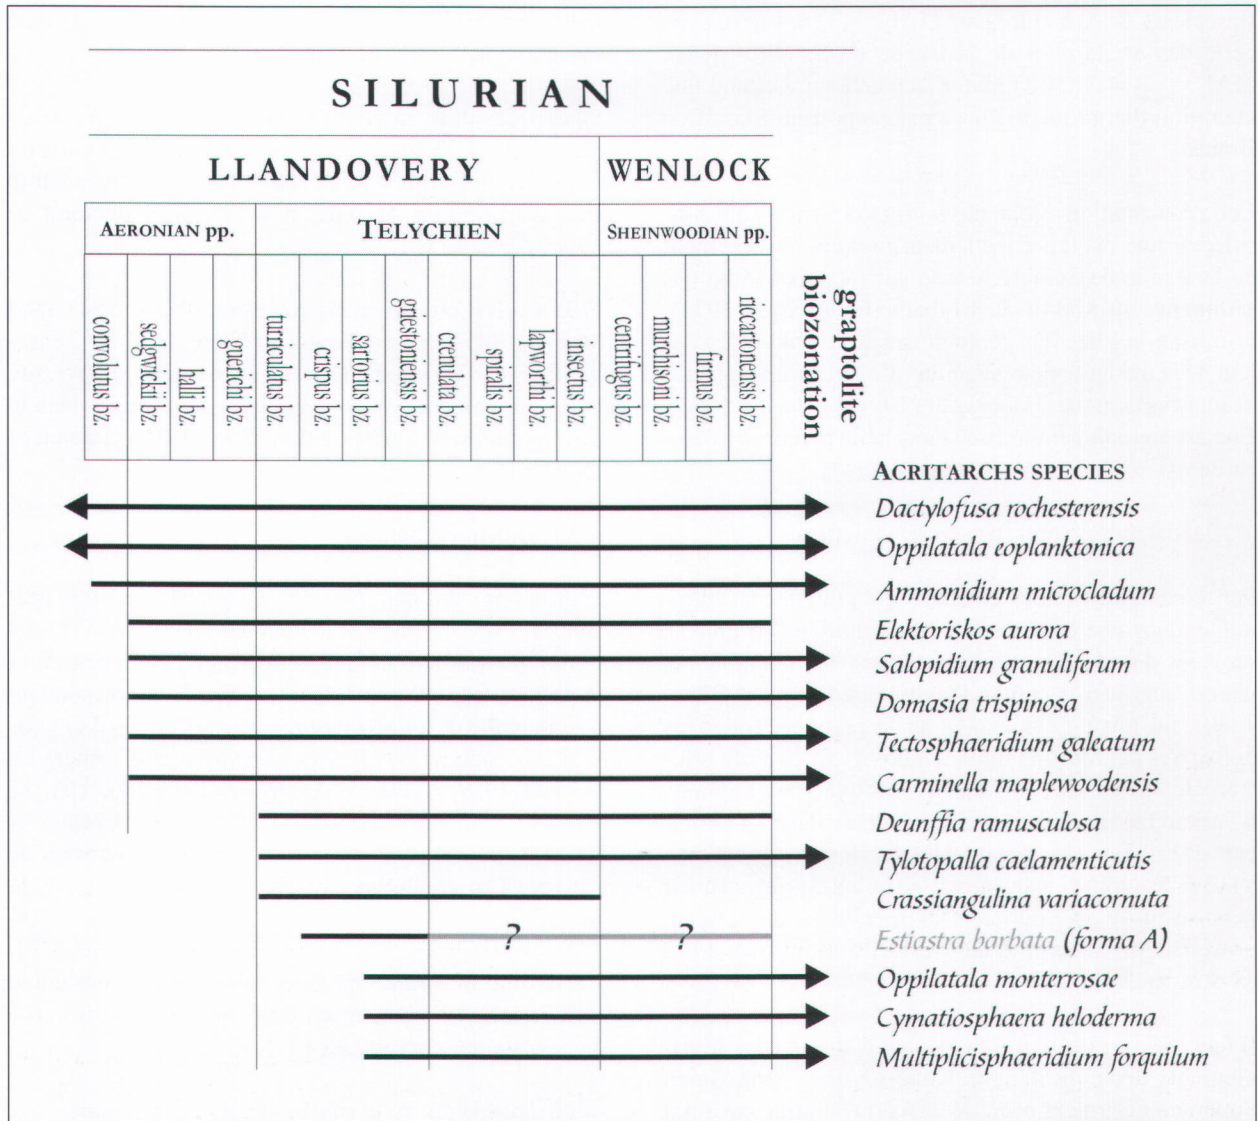 SILURIAN
LLANDOVERY
WENLOCK
AERONIAN pp.
TELYCHIEN
SHEINWOODIAN pp.
convolutus bz.
sedgwickii bz.
halli bz.
guerichi bz.
turriculatus bz.
crispus bz.
sartorius bz.
griestoniensis bz.
crenulata bz.
spiralis bz.
lapworthi bz.
insectus bz.
centrifugus bz.
murchisoni bz.
firmus bz.
riccartonensis bz.
graptolite
biozonation
ACRITARCHS SPECIES
Dactylofusa rochesterensis
Oppilatala eoplanktonica
Ammonidium microcladum
Elektoriskos aurora
Salopidium granuliferum
Domasia trispinosa
Tectosphaeridium galeatum
Carminella maplewoodensis
Deunffia ramusculosa
Tylotopalla caelamenticutis
Crassiangulina variacornuta
? ? Estiastra barbata (forma A)
Oppilatala monterrosae
Cymatiosphaera heloderma
Multiplicisphaeridium forquilum